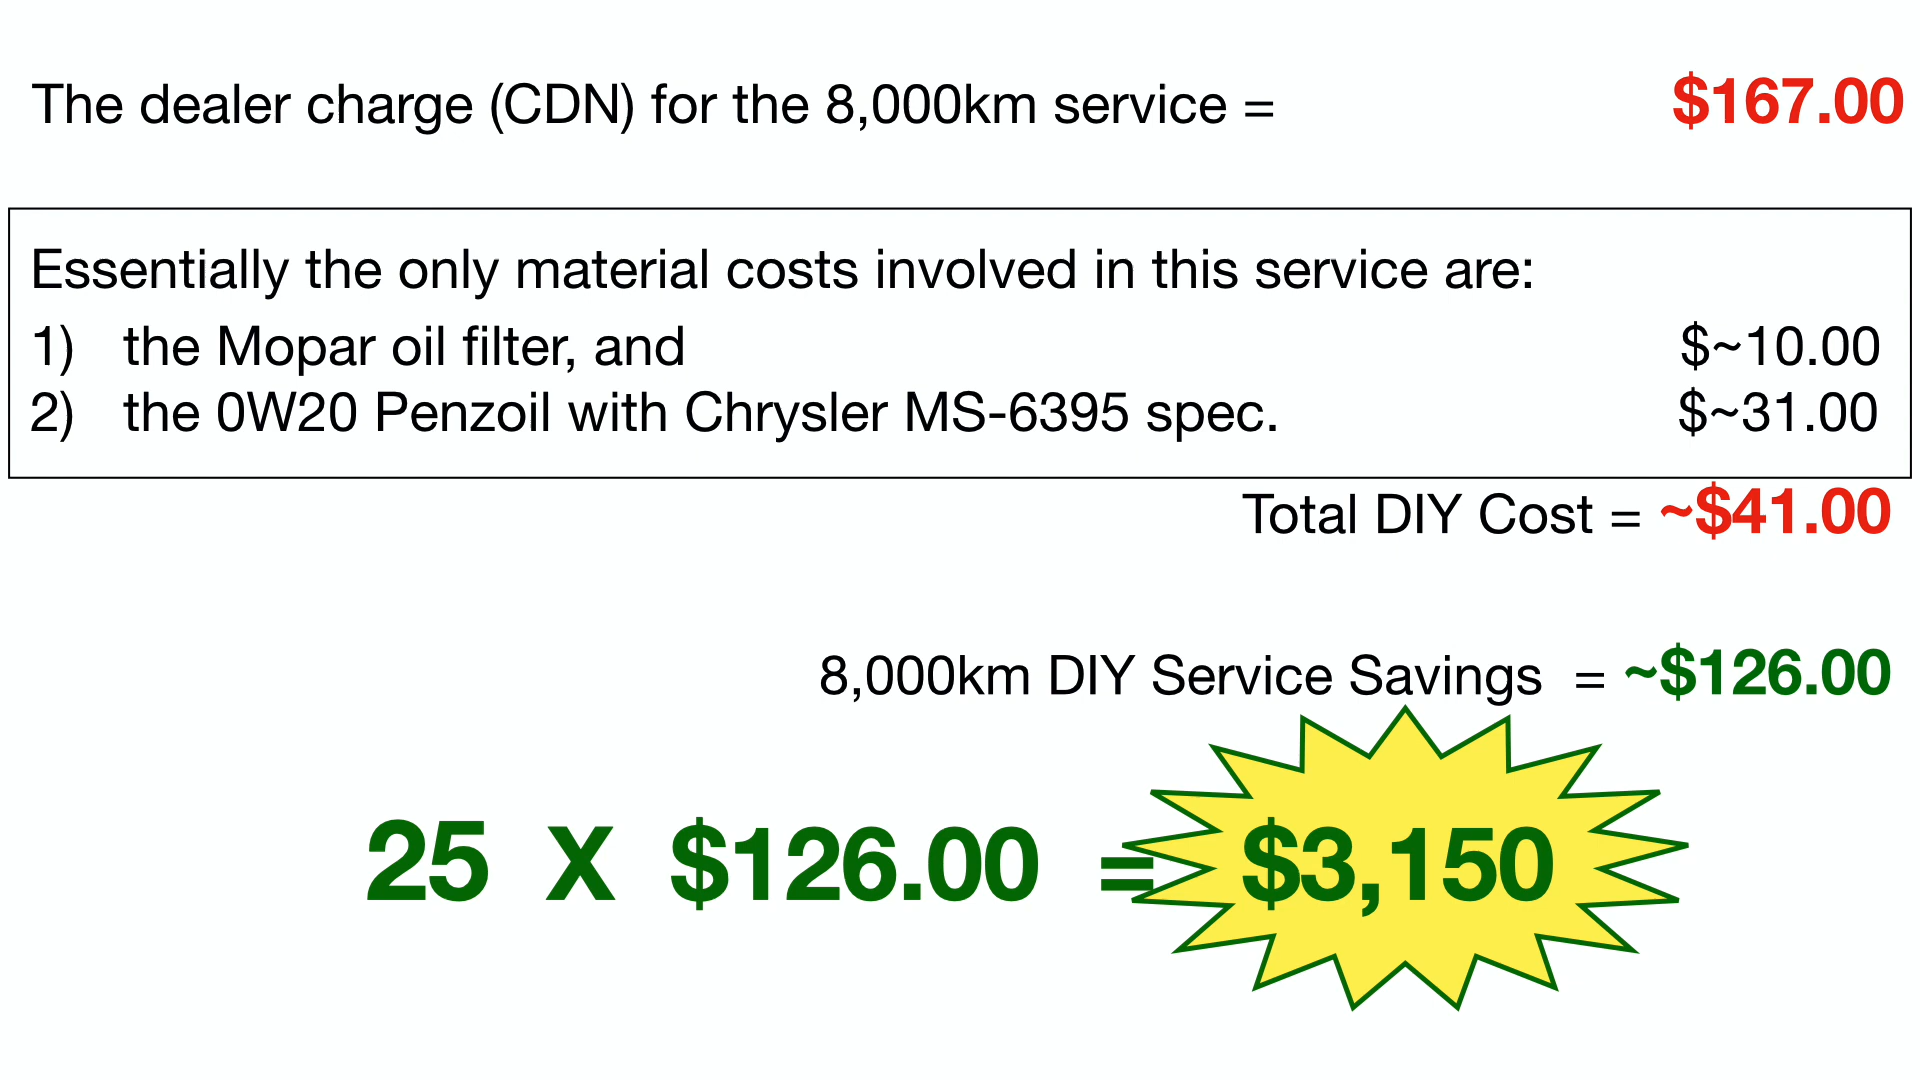 The dealer charge (CDN) for the 8,000km service = $167.00
Essentially the only material costs involved in this service are:
1) the Mopar oil filter, and $~10.00
2) the 0W20 Penzoil with Chrysler MS-6395 spec. $~31.00
Total DIY Cost = ~$41.00
8,000km DIY Service Savings = ~$126.00
25 X $126.00 = $3,150